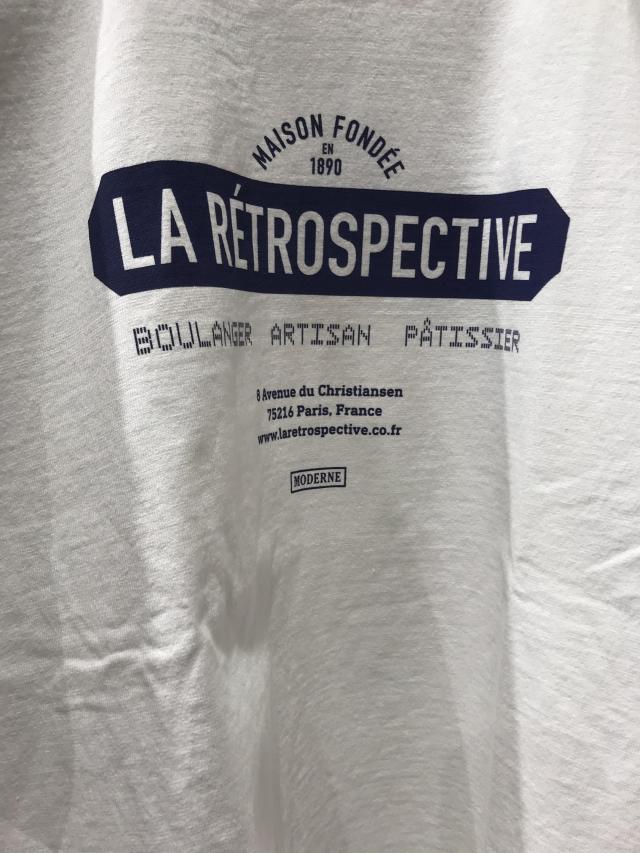 MAISON FONDÉE
EN
1890
LA RÉTROSPECTIVE
BOULANGER ARTISAN PÂTISSIER
8 Avenue du Christiansen
75216 Paris, France
www.laretrospective.co.fr
MODERNE